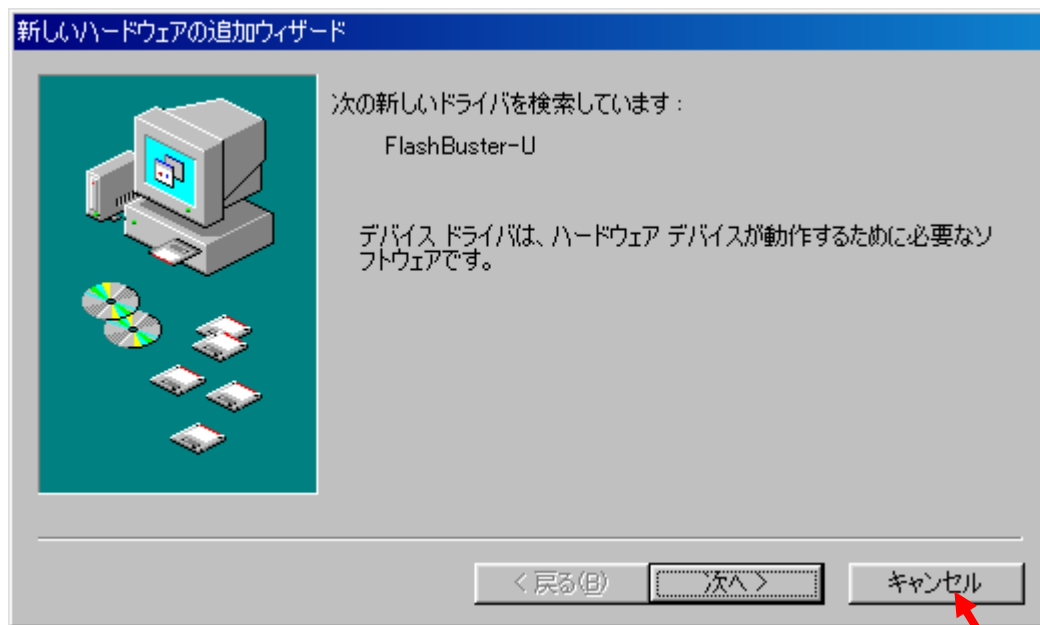 新しいハードウェアの追加ウィザード
次の新しいドライバを検索しています:
FlashBuster-U
デバイス ドライバは、ハードウェア デバイスが動作するために必要なソ
フトウェアです。
< 戻る(B)
次へ >
キャンセル